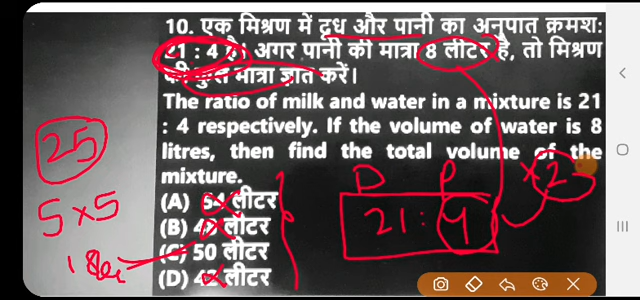 10. एक मिश्रण में दूध और पानी का अनुपात क्रमश:
21 : 4 है। अगर पानी की मात्रा 8 लीटर है, तो मिश्रण
की कुल मात्रा ज्ञात करें।
The ratio of milk and water in a mixture is 21
: 4 respectively. If the volume of water is 8
litres, then find the total volume of the
mixture.
(A) 54 लीटर
(B) लीटर
(C) 50 लीटर
(D) लीटर
25
5×5
D P
21 : 4
×2